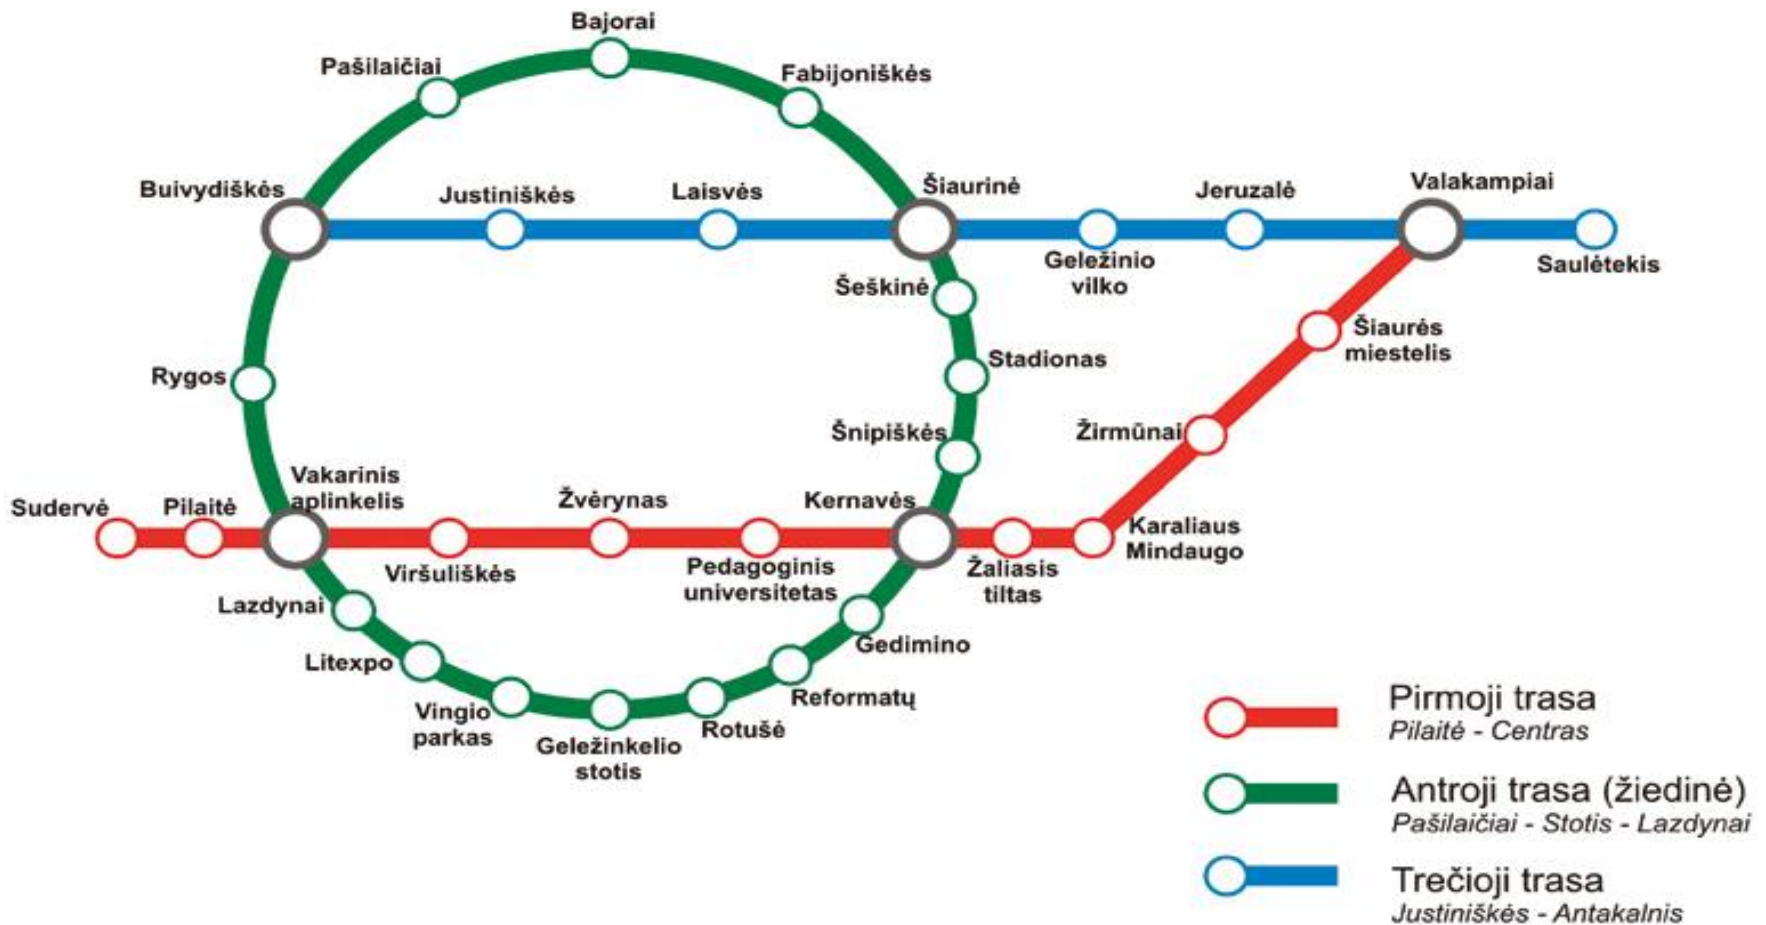 Bajorai
Pašilaičiai
Fabijoniškės
Buivydiškės
Justiniškės
Laisvės
Šiaurinė
Jeruzalė
Valakampiai
Geležinio
vilko
Saulėtekis
Šeškinė
Šiaurės
miestelis
Stadionas
Rygos
Šnipiškės
Žirmūnai
Vakarinis
aplinkelis
Sudervė
Pilaitė
Žvėrynas
Kernavės
Karaliaus
Mindaugo
Viršuliškės
Pedagoginis
universitetas
Žaliasis
tiltas
Lazdynai
Gedimino
Litexpo
Reformatų
Vingio
parkas
Rotušė
Geležinkelio
stotis
Pirmoji trasa
Pilaitė - Centras
Antroji trasa (žiedinė)
Pašilaičiai - Stotis - Lazdynai
Trečioji trasa
Justiniškės - Antakalnis